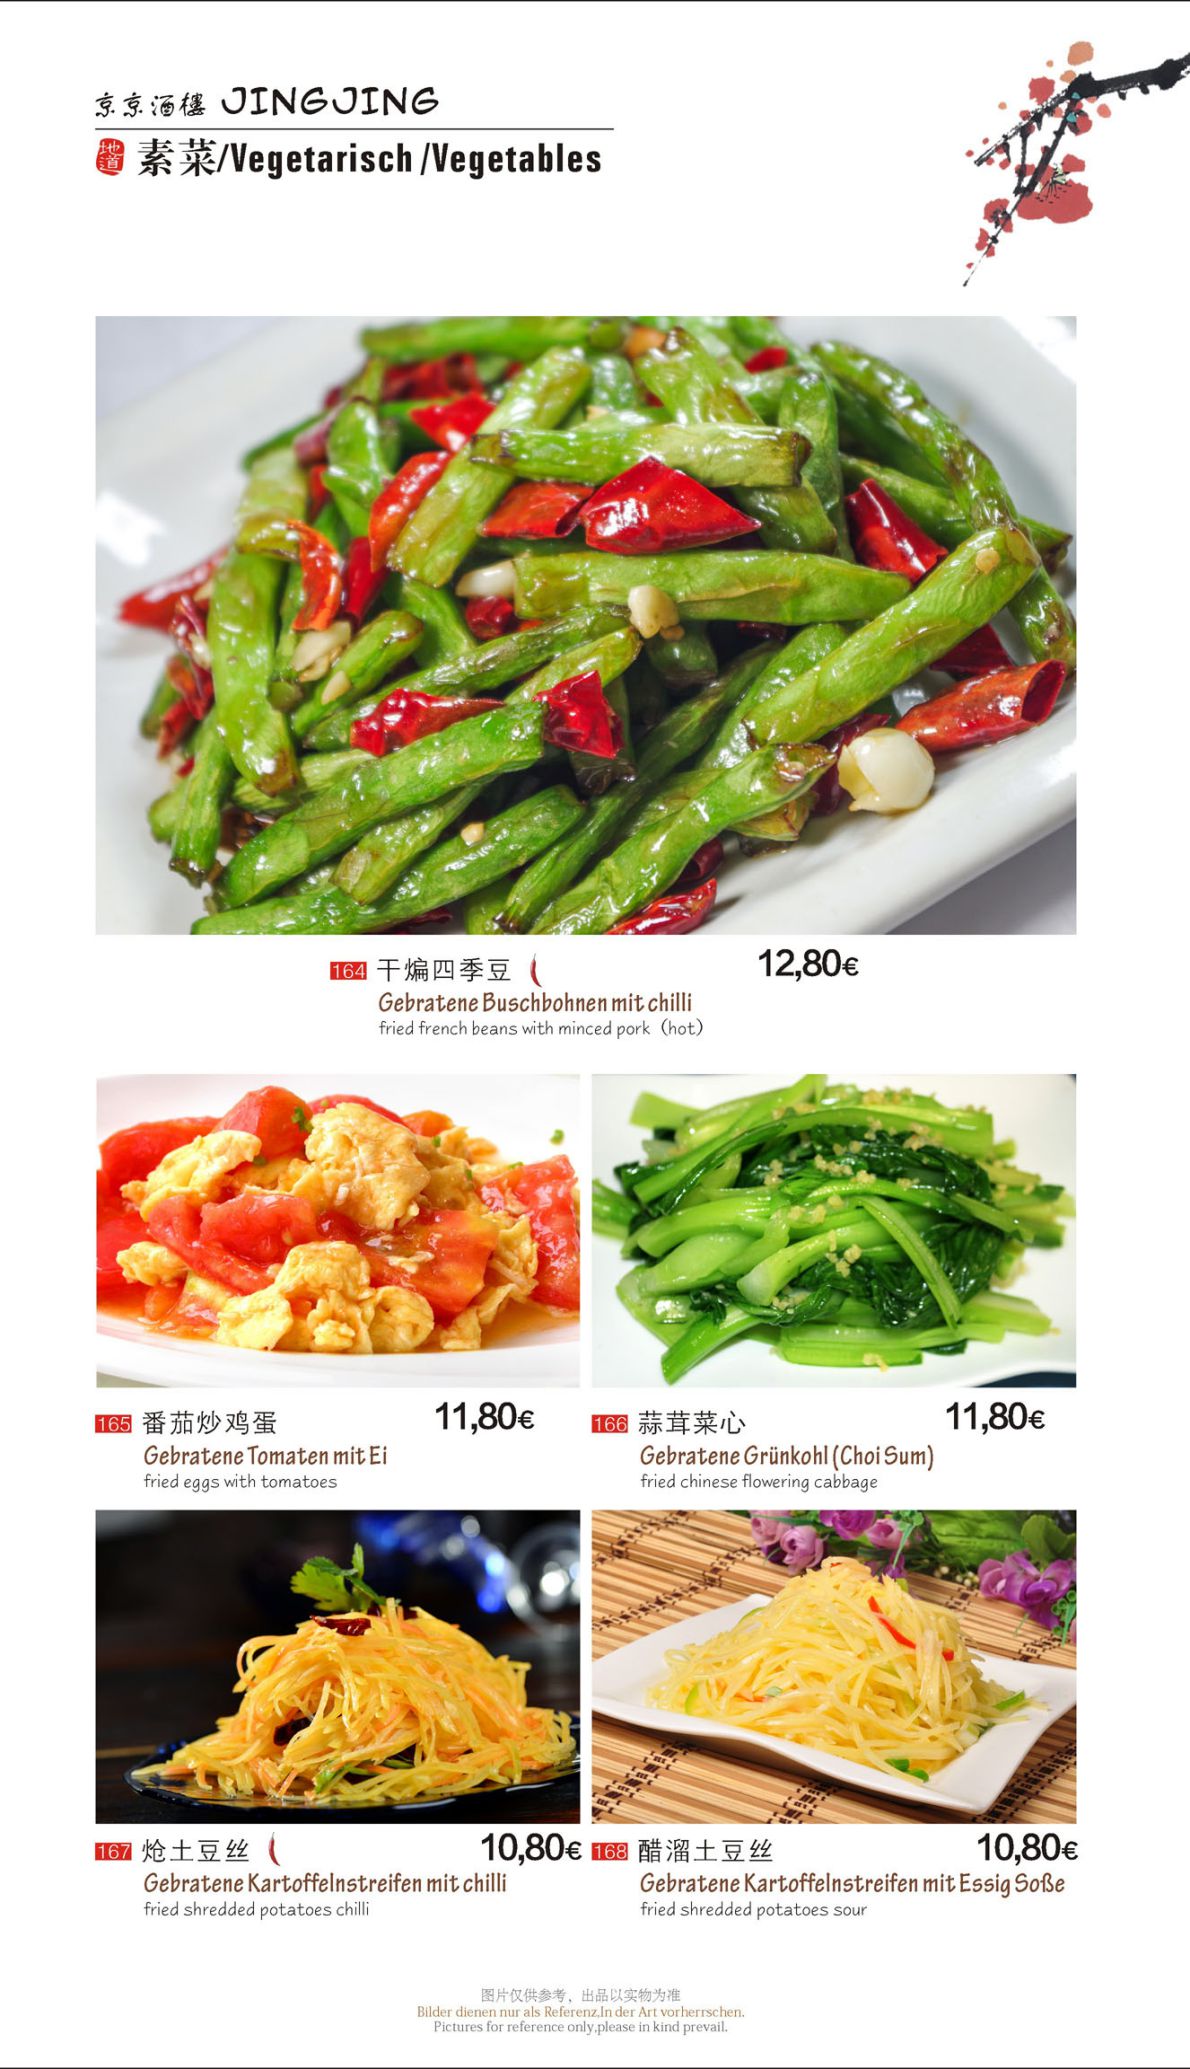 京京酒樓 JINGJING
地道 素菜/Vegetarisch /Vegetables
164 干煸四季豆 12,80€
Gebratene Buschbohnen mit chilli
fried french beans with minced pork（hot）
165 番茄炒鸡蛋 11,80€
Gebratene Tomaten mit Ei
fried eggs with tomatoes
166 蒜茸菜心 11,80€
Gebratene Grünkohl (Choi Sum)
fried chinese flowering cabbage
167 炝土豆丝 10,80€
Gebratene Kartoffelnstreifen mit chilli
fried shredded potatoes chilli
168 醋溜土豆丝 10,80€
Gebratene Kartoffelnstreifen mit Essig Soße
fried shredded potatoes sour
图片仅供参考，出品以实物为准
Bilder dienen nur als Referenz,In der Art vorherrschen.
Pictures for reference only,please in kind prevail.